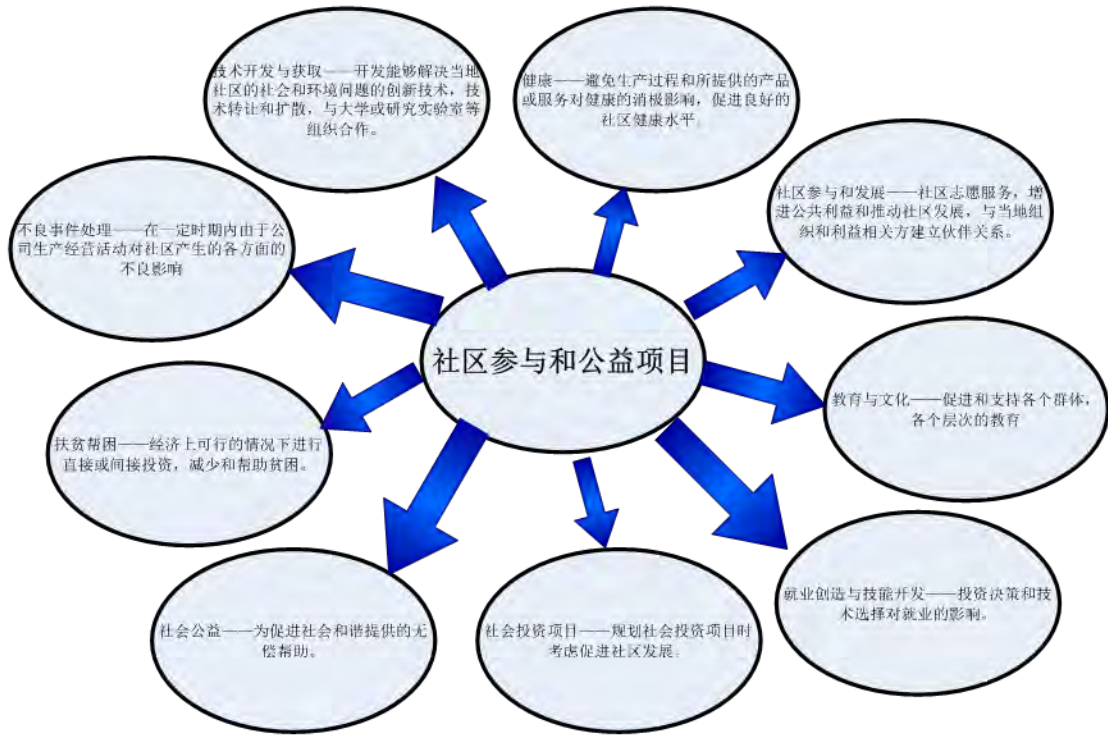 技术开发与获取——开发能够解决当地
社区的社会和环境问题的创新技术，技
术转让和扩散，与大学或研究实验室等
组织合作。
健康——避免生产过程和所提供的产品
或服务对健康的消极影响，促进良好的
社区健康水平。
社区参与和发展——社区志愿服务，增
进公共利益和推动社区发展，与当地组
织和利益相关方建立伙伴关系。
不良事件处理——在一定时期内由于公
司生产经营活动对社区产生的各方面的
不良影响
社区参与和公益项目
教育与文化——促进和支持各个群体，
各个层次的教育
扶贫帮困——经济上可行的情况下进行
直接或间接投资，减少和帮助贫困。
就业创造与技能开发——投资决策和技
术选择对就业的影响。
社会公益——为促进社会和谐提供的无
偿帮助。
社会投资项目——规划社会投资项目时
考虑促进社区发展。